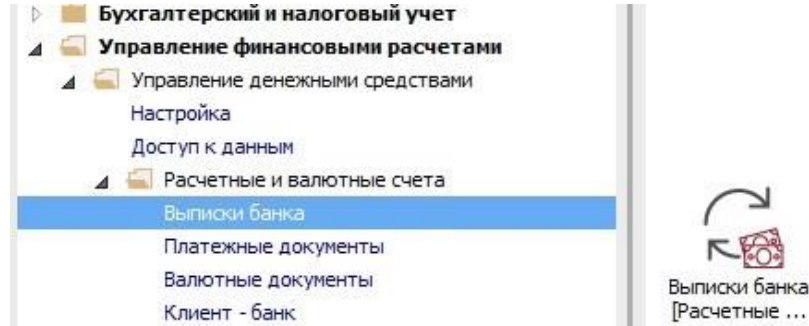 Бухгалтерский и налоговый учет
Управление финансовыми расчетами
Управление денежными средствами
Настройка
Доступ к данным
Расчетные и валютные счета
Выписки банка
Платежные документы
Валютные документы
Клиент - банк
Выписки банка
[Расчетные ...